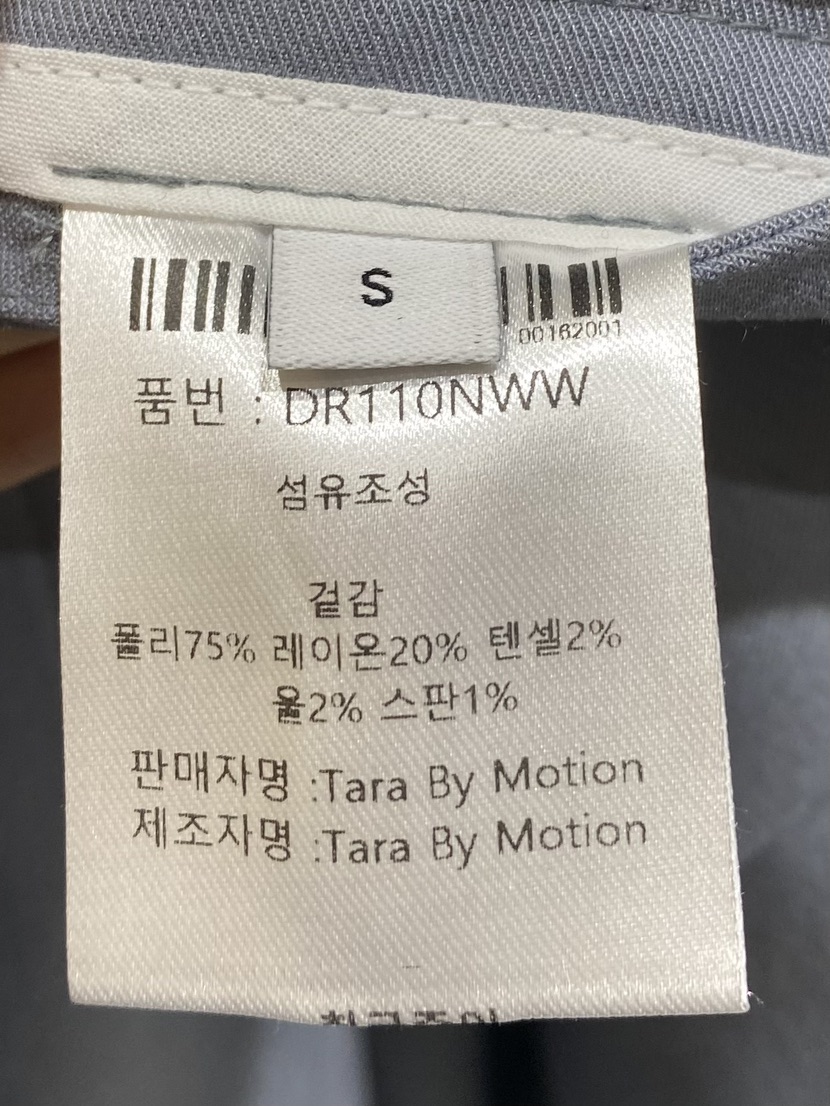 S
00162001
품번 : DR110NWW
섬유조성
겉감
폴리75% 레이온20% 텐셀2%
울2% 스판1%
판매자명 :Tara By Motion
제조자명 :Tara By Motion